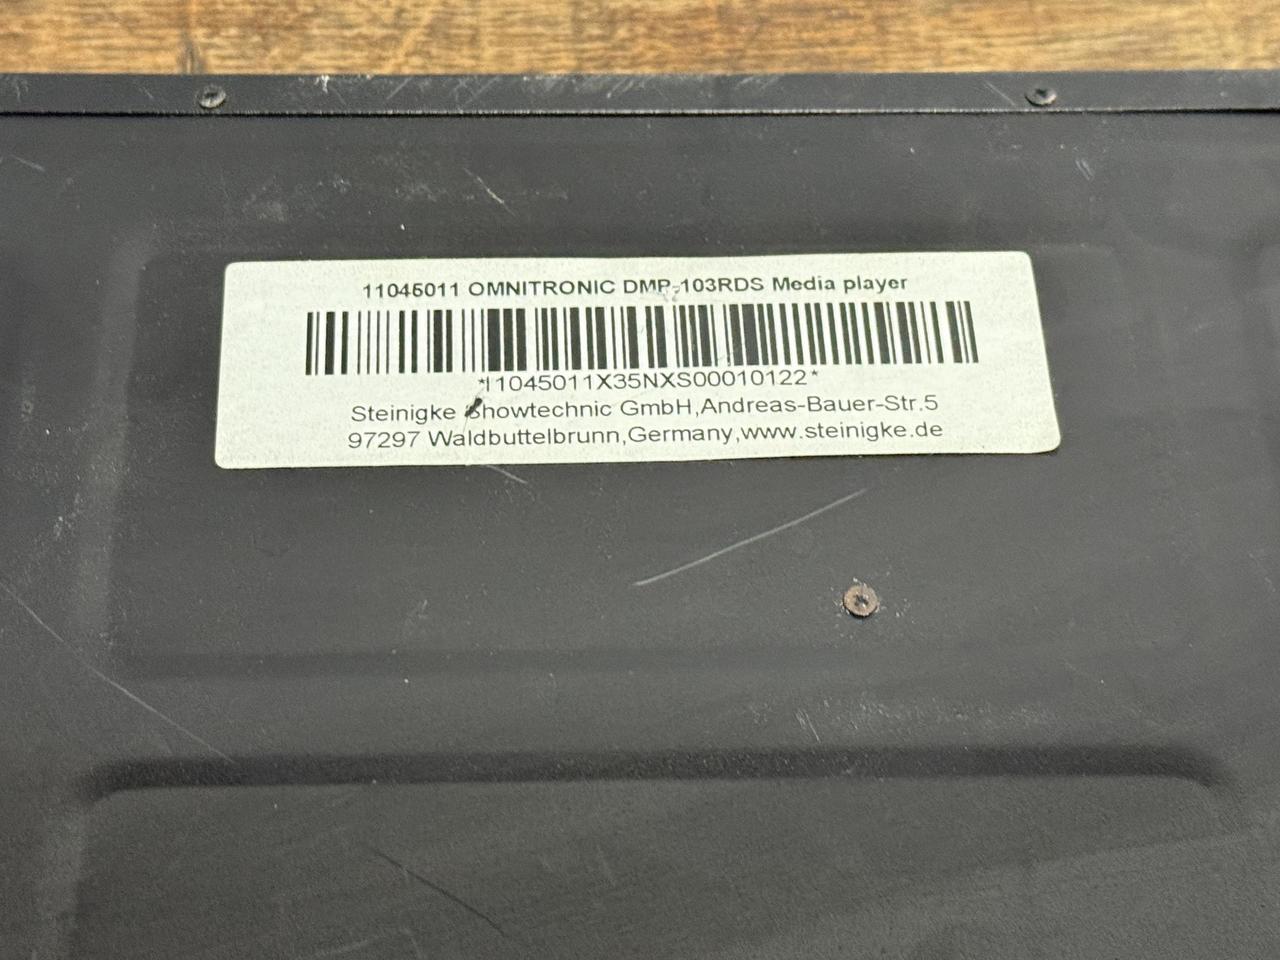 11045011 OMNITRONIC DMP-103RDS Media player
*11045011X35NXS00010122*
Steinigke Showtechnic GmbH,Andreas-Bauer-Str.5
97297 Waldbuttelbrunn,Germany,www.steinigke.de